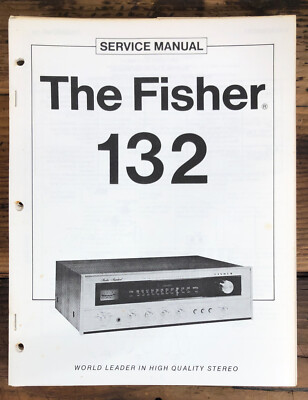 SERVICE MANUAL
The Fisher®
132
WORLD LEADER IN HIGH QUALITY STEREO